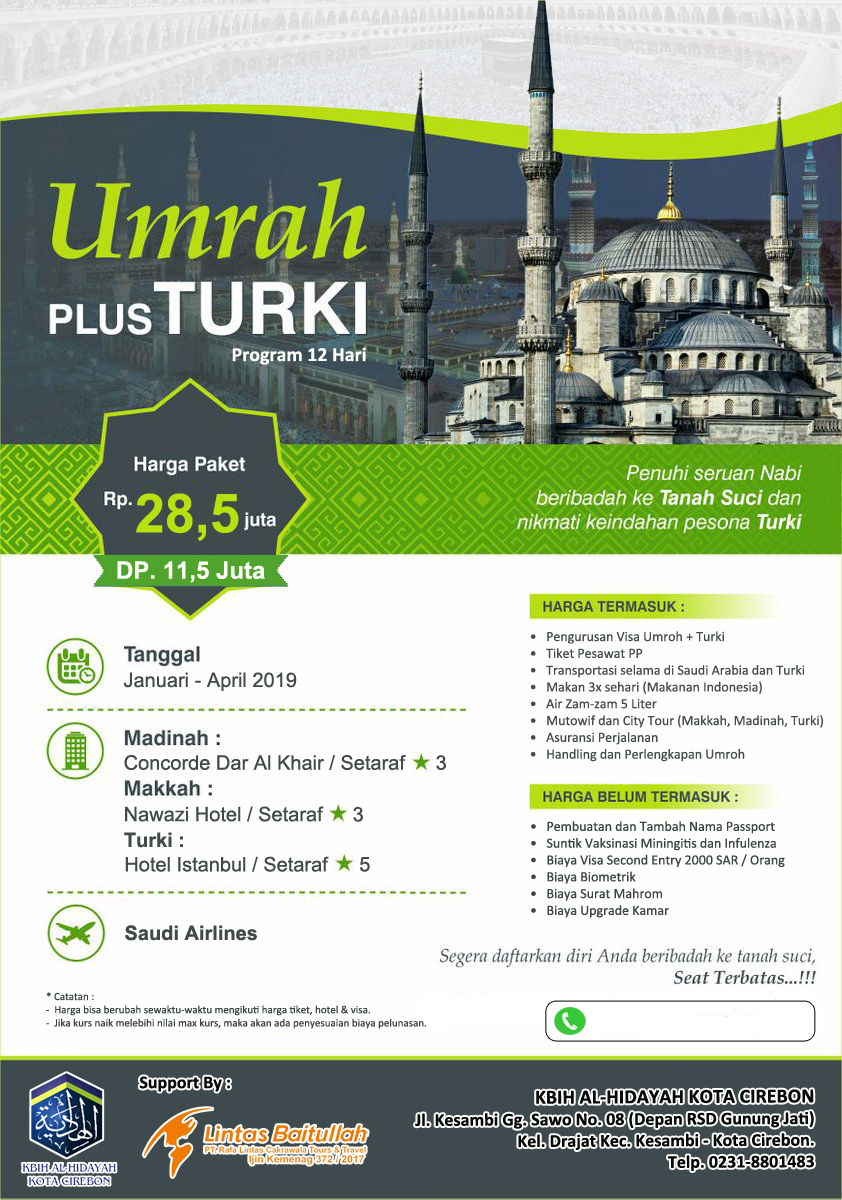 Umrah
PLUS TURKI
Program 12 Hari
Harga Paket
Rp. 28,5 juta
DP. 11,5 Juta
Penuhi seruan Nabi
beribadah ke Tanah Suci dan
nikmati keindahan pesona Turki
Tanggal
Januari - April 2019
Madinah :
Concorde Dar Al Khair / Setaraf ★ 3
Makkah :
Nawazi Hotel / Setaraf ★ 3
Turki :
Hotel Istanbul / Setaraf ★ 5
Saudi Airlines
* Catatan :
- Harga bisa berubah sewaktu-waktu mengikuti harga tiket, hotel & visa.
- Jika kurs naik melebihi nilai max kurs, maka akan ada penyesuaian biaya pelunasan.
HARGA TERMASUK :
• Pengurusan Visa Umroh + Turki
• Tiket Pesawat PP
• Transportasi selama di Saudi Arabia dan Turki
• Makan 3x sehari (Makanan Indonesia)
• Air Zam-zam 5 Liter
• Mutowif dan City Tour (Makkah, Madinah, Turki)
• Asuransi Perjalanan
• Handling dan Perlengkapan Umroh
HARGA BELUM TERMASUK :
• Pembuatan dan Tambah Nama Passport
• Suntik Vaksinasi Miningitis dan Infulenza
• Biaya Visa Second Entry 2000 SAR / Orang
• Biaya Biometrik
• Biaya Surat Mahrom
• Biaya Upgrade Kamar
Segera daftarkan diri Anda beribadah ke tanah suci,
Seat Terbatas...!!!
KBIH AL-HIDAYAH
KOTA CIREBON
Support By :
Lintas Baitullah
PT. Rafa Lintas Cakrawala Tours & Travel
Ijin Kemenag 372 / 2017
KBIH AL-HIDAYAH KOTA CIREBON
Jl. Kesambi Gg. Sawo No. 08 (Depan RSD Gunung Jati)
Kel. Drajat Kec. Kesambi - Kota Cirebon.
Telp. 0231-8801483